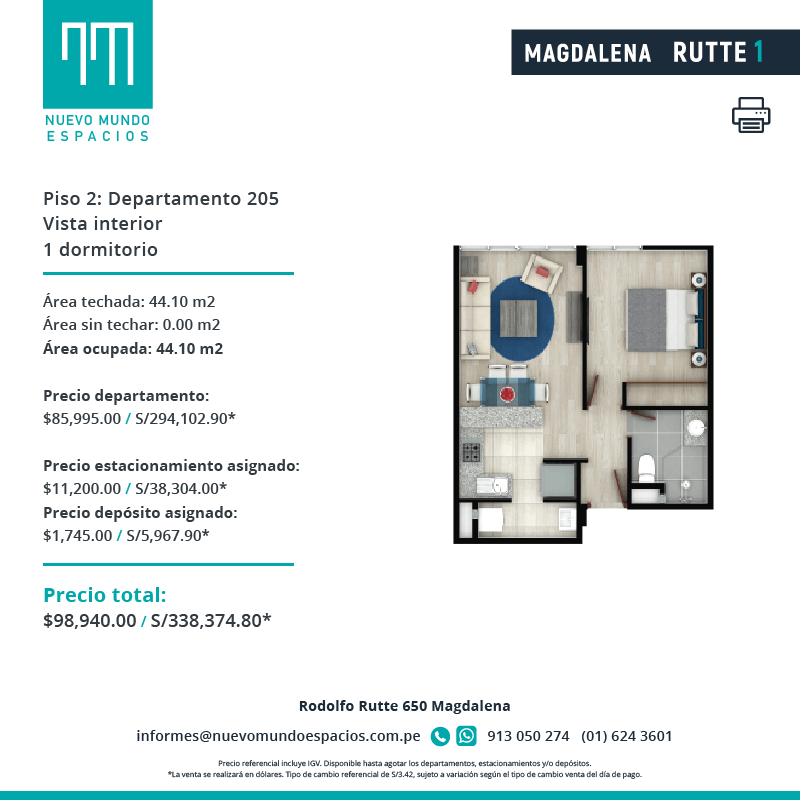 NUEVO MUNDO
ESPACIOS
MAGDALENA RUTTE 1
Piso 2: Departamento 205
Vista interior
1 dormitorio
Área techada: 44.10 m2
Área sin techar: 0.00 m2
Área ocupada: 44.10 m2
Precio departamento:
$85,995.00 / S/294,102.90*
Precio estacionamiento asignado:
$11,200.00 / S/38,304.00*
Precio depósito asignado:
$1,745.00 / S/5,967.90*
Precio total:
$98,940.00 / S/338,374.80*
Rodolfo Rutte 650 Magdalena
informes@nuevomundoespacios.com.pe 913 050 274 (01) 624 3601
Precio referencial incluye IGV. Disponible hasta agotar los departamentos, estacionamientos y/o depósitos.
*La venta se realizará en dólares. Tipo de cambio referencial de S/3.42, sujeto a variación según el tipo de cambio venta del día de pago.